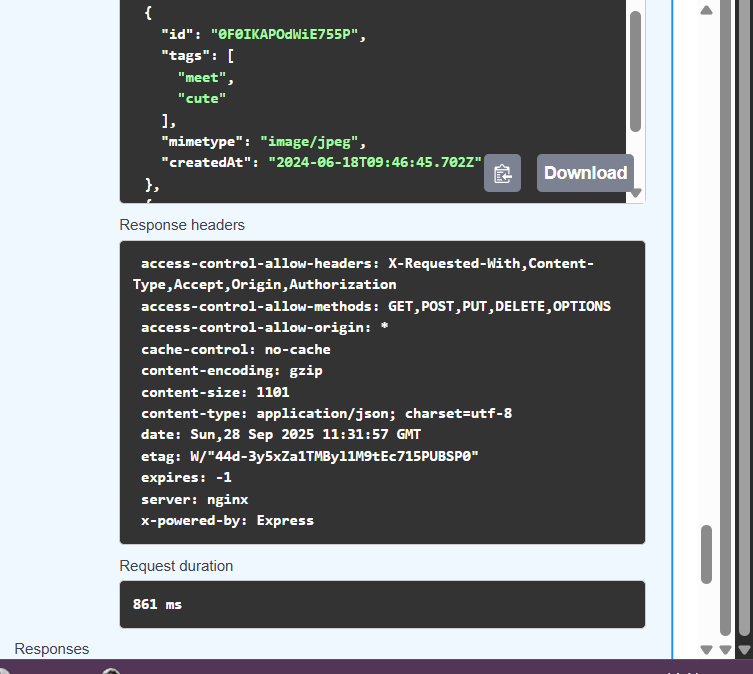 {
"id": "0F0IKAPOdWiE755P",
"tags": [
"meet",
"cute"
],
"mimetype": "image/jpeg",
"createdAt": "2024-06-18T09:46:45.702Z"
},
Download
Response headers
access-control-allow-headers: X-Requested-With,Content-
Type,Accept,Origin,Authorization
access-control-allow-methods: GET,POST,PUT,DELETE,OPTIONS
access-control-allow-origin: *
cache-control: no-cache
content-encoding: gzip
content-size: 1101
content-type: application/json; charset=utf-8
date: Sun,28 Sep 2025 11:31:57 GMT
etag: W/"44d-3y5xZa1TMBy11M9tEc715PUBSP0"
expires: -1
server: nginx
x-powered-by: Express
Request duration
861 ms
Responses